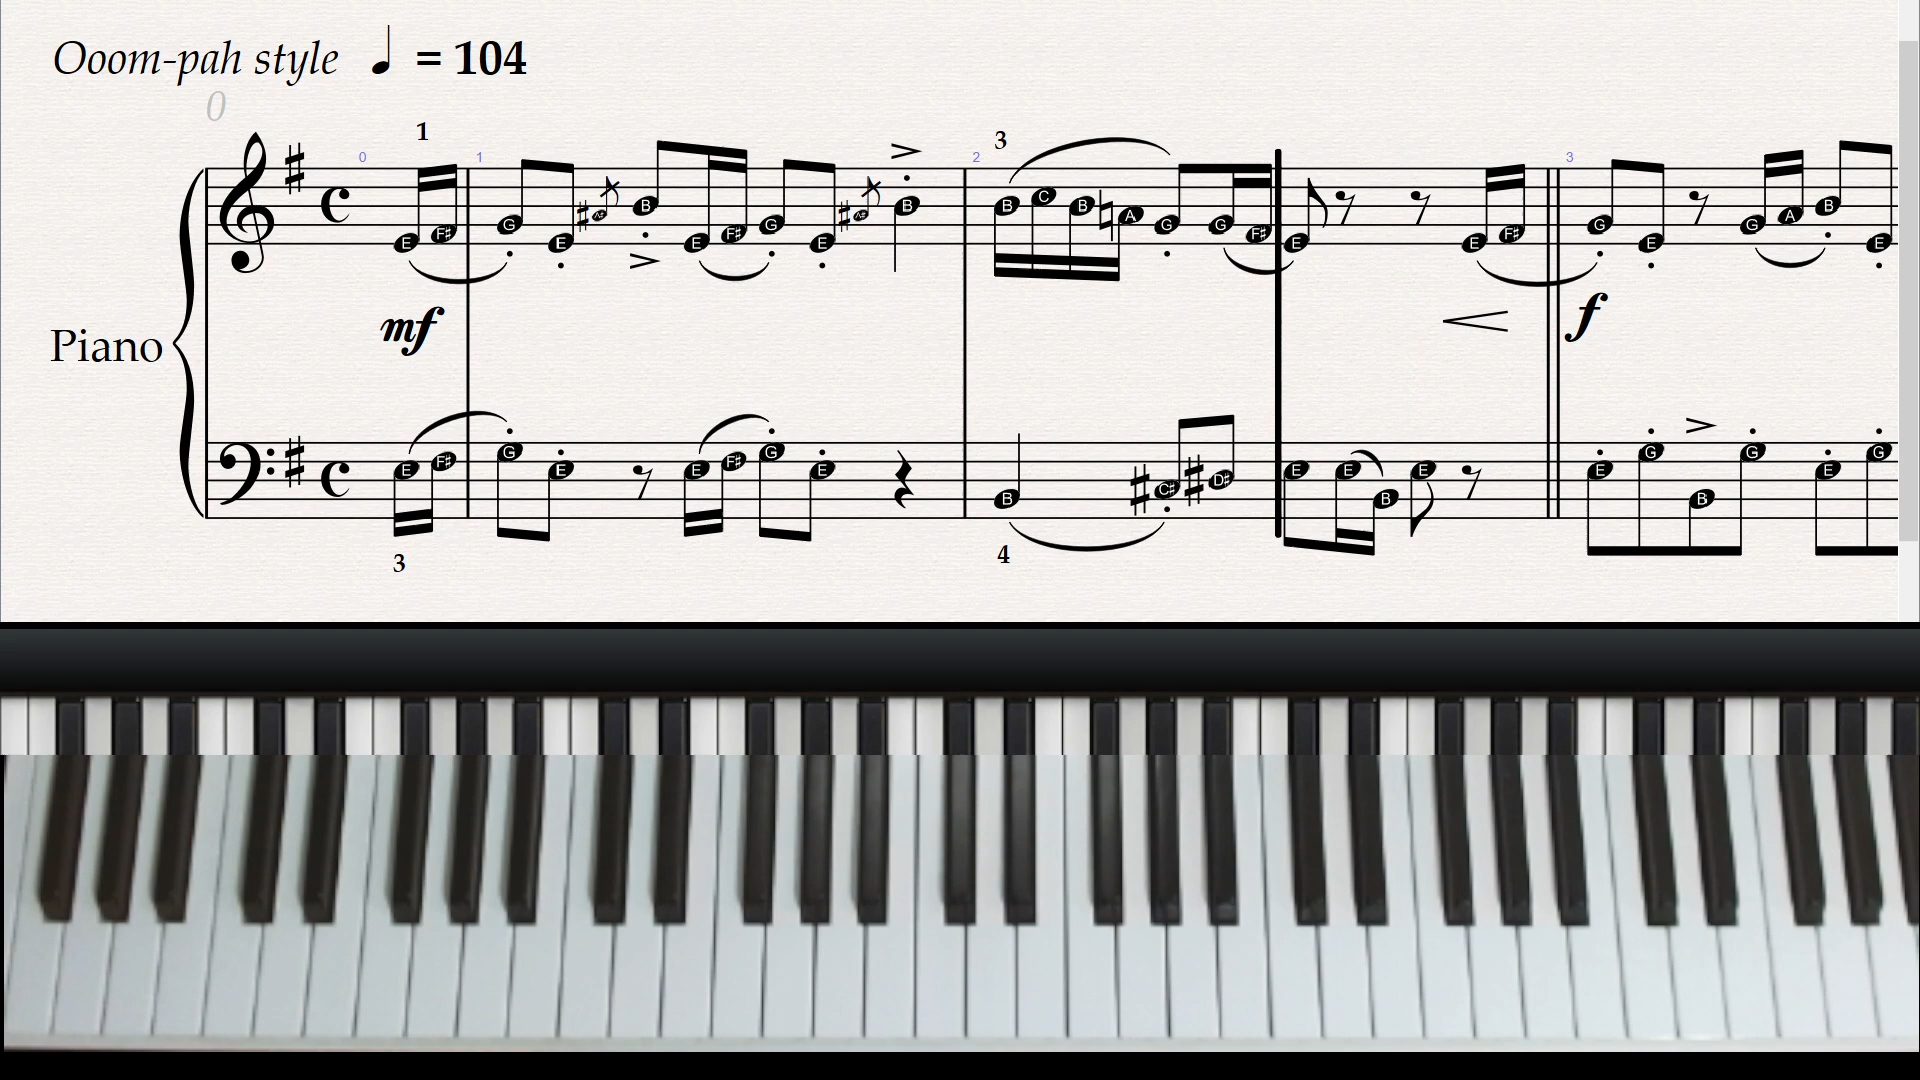 Ooom-pah style ♩ = 104
0
1 3
0 1 2 3
E F# G E A# B E F# G E A# B B C B A G G F# E E F# G E G A B E
mf f
Piano
E F# G E E F# G E B C# D# E E B E E G B G E G
3 4